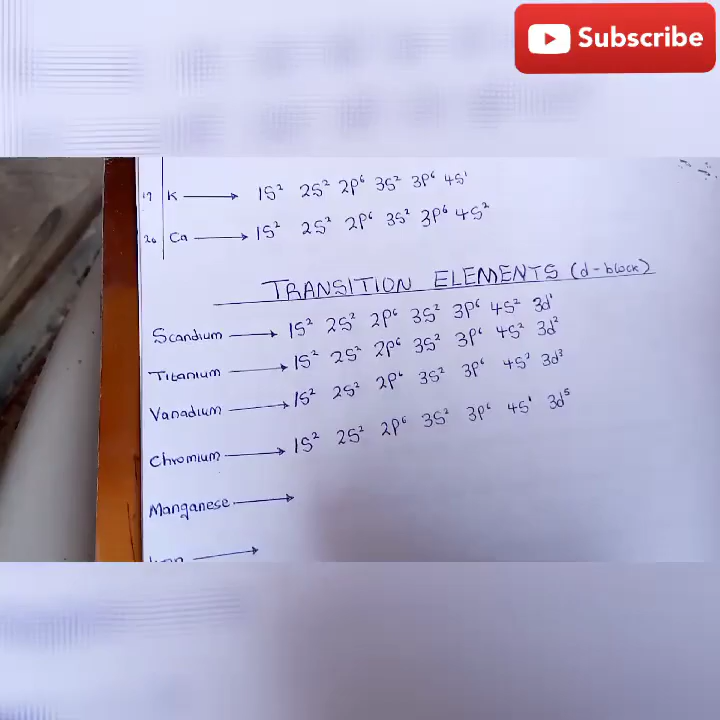 Subscribe
19 K → 1S² 2S² 2P⁶ 3S² 3P⁶ 4S¹
20 Ca → 1S² 2S² 2P⁶ 3S² 3P⁶ 4S²
TRANSITION ELEMENTS (d-block)
Scandium → 1S² 2S² 2P⁶ 3S² 3P⁶ 4S² 3d¹
Titanium → 1S² 2S² 2P⁶ 3S² 3P⁶ 4S² 3d²
Vanadium → 1S² 2S² 2P⁶ 3S² 3P⁶ 4S² 3d³
Chromium → 1S² 2S² 2P⁶ 3S² 3P⁶ 4S¹ 3d⁵
Manganese →